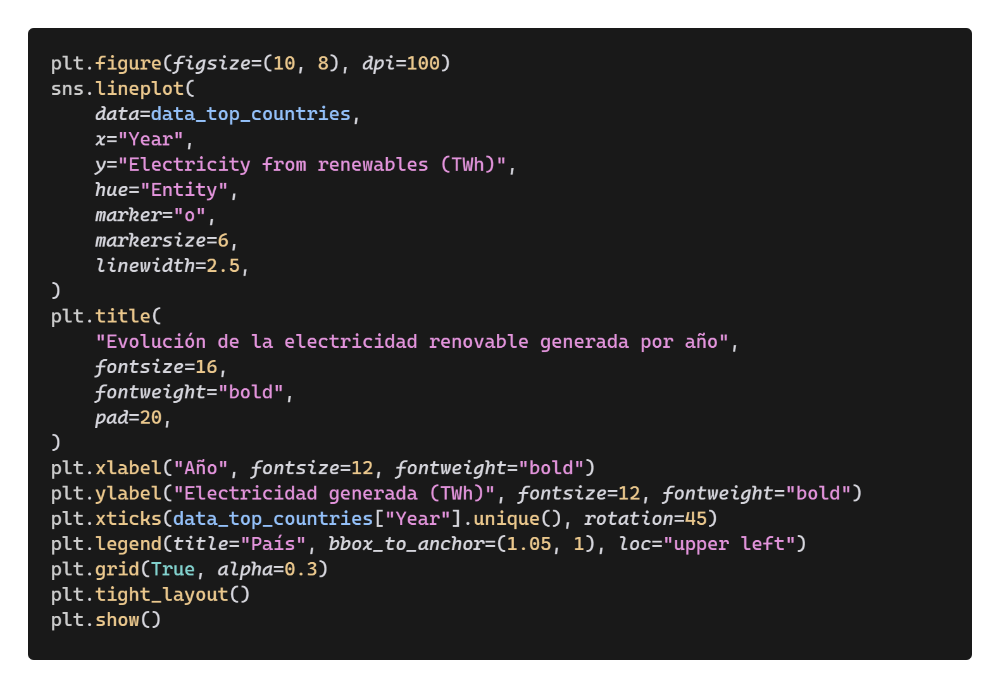 plt.figure(figsize=(10, 8), dpi=100)
sns.lineplot(
    data=data_top_countries,
    x="Year",
    y="Electricity from renewables (TWh)",
    hue="Entity",
    marker="o",
    markersize=6,
    linewidth=2.5,
)
plt.title(
    "Evolución de la electricidad renovable generada por año",
    fontsize=16,
    fontweight="bold",
    pad=20,
)
plt.xlabel("Año", fontsize=12, fontweight="bold")
plt.ylabel("Electricidad generada (TWh)", fontsize=12, fontweight="bold")
plt.xticks(data_top_countries["Year"].unique(), rotation=45)
plt.legend(title="País", bbox_to_anchor=(1.05, 1), loc="upper left")
plt.grid(True, alpha=0.3)
plt.tight_layout()
plt.show()